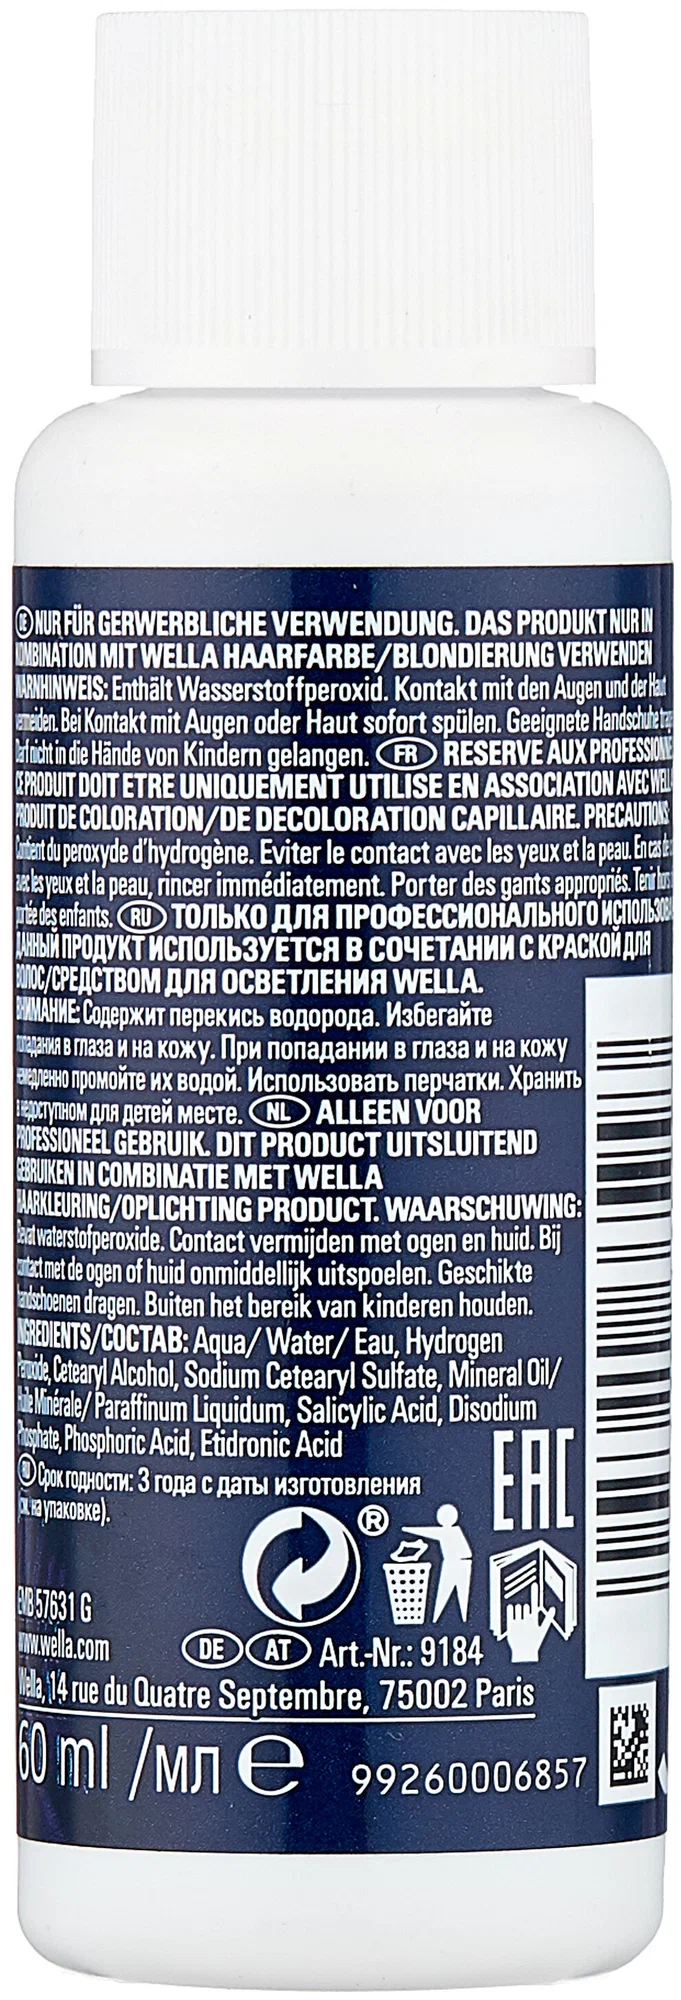 DE NUR FÜR GERWERBLICHE VERWENDUNG. DAS PRODUKT NUR IN
KOMBINATION MIT WELLA HAARFARBE/BLONDIERUNG VERWENDEN
WARNHINWEIS: Enthält Wasserstoffperoxid. Kontakt mit den Augen und der Haut
vermeiden. Bei Kontakt mit Augen oder Haut sofort spülen. Geeignete Handschuhe
Darf nicht in die Hände von Kindern gelangen. FR RESERVE AUX PROFESSIONNE
CE PRODUIT DOIT ETRE UNIQUEMENT UTILISE EN ASSOCIATION AVEC WELLA
PRODUIT DE COLORATION/DE DECOLORATION CAPILLAIRE. PRECAUTIONS:
Contient du peroxyde d'hydrogène. Eviter le contact avec les yeux et la peau. En cas de
avec les yeux et la peau, rincer immédiatement. Porter des gants appropriés. Tenir hors
portée des enfants. RU ТОЛЬКО ДЛЯ ПРОФЕССИОНАЛЬНОГО ИСПОЛЬЗОВА
ДАННЫЙ ПРОДУКТ ИСПОЛЬЗУЕТСЯ В СОЧЕТАНИИ С КРАСКОЙ ДЛЯ
ВОЛОС/СРЕДСТВОМ ДЛЯ ОСВЕТЛЕНИЯ WELLA.
ВНИМАНИЕ: Содержит перекись водорода. Избегайте
попадания в глаза и на кожу. При попадании в глаза и на кожу
немедленно промойте их водой. Использовать перчатки. Хранить
в недоступном для детей месте. NL ALLEEN VOOR
PROFESSIONEEL GEBRUIK. DIT PRODUCT UITSLUITEND
GEBRUIKEN IN COMBINATIE MET WELLA
HAARKLEURING/OPLICHTING PRODUCT. WAARSCHUWING:
Bevat waterstofperoxide. Contact vermijden met ogen en huid. Bij
contact met de ogen of huid onmiddellijk uitspoelen. Geschikte
handschoenen dragen. Buiten het bereik van kinderen houden.
INGREDIENTS/СОСТАВ: Aqua/ Water/ Eau, Hydrogen
Peroxide, Cetearyl Alcohol, Sodium Cetearyl Sulfate, Mineral Oil/
Huile Minérale/ Paraffinum Liquidum, Salicylic Acid, Disodium
Phosphate, Phosphoric Acid, Etidronic Acid
RU Срок годности: 3 года с даты изготовления
(см. на упаковке).
EAC
®
EMB 57631 G
www.wella.com
DE AT Art.-Nr.: 9184
Wella, 14 rue du Quatre Septembre, 75002 Paris
60 ml /мл e
99260006857